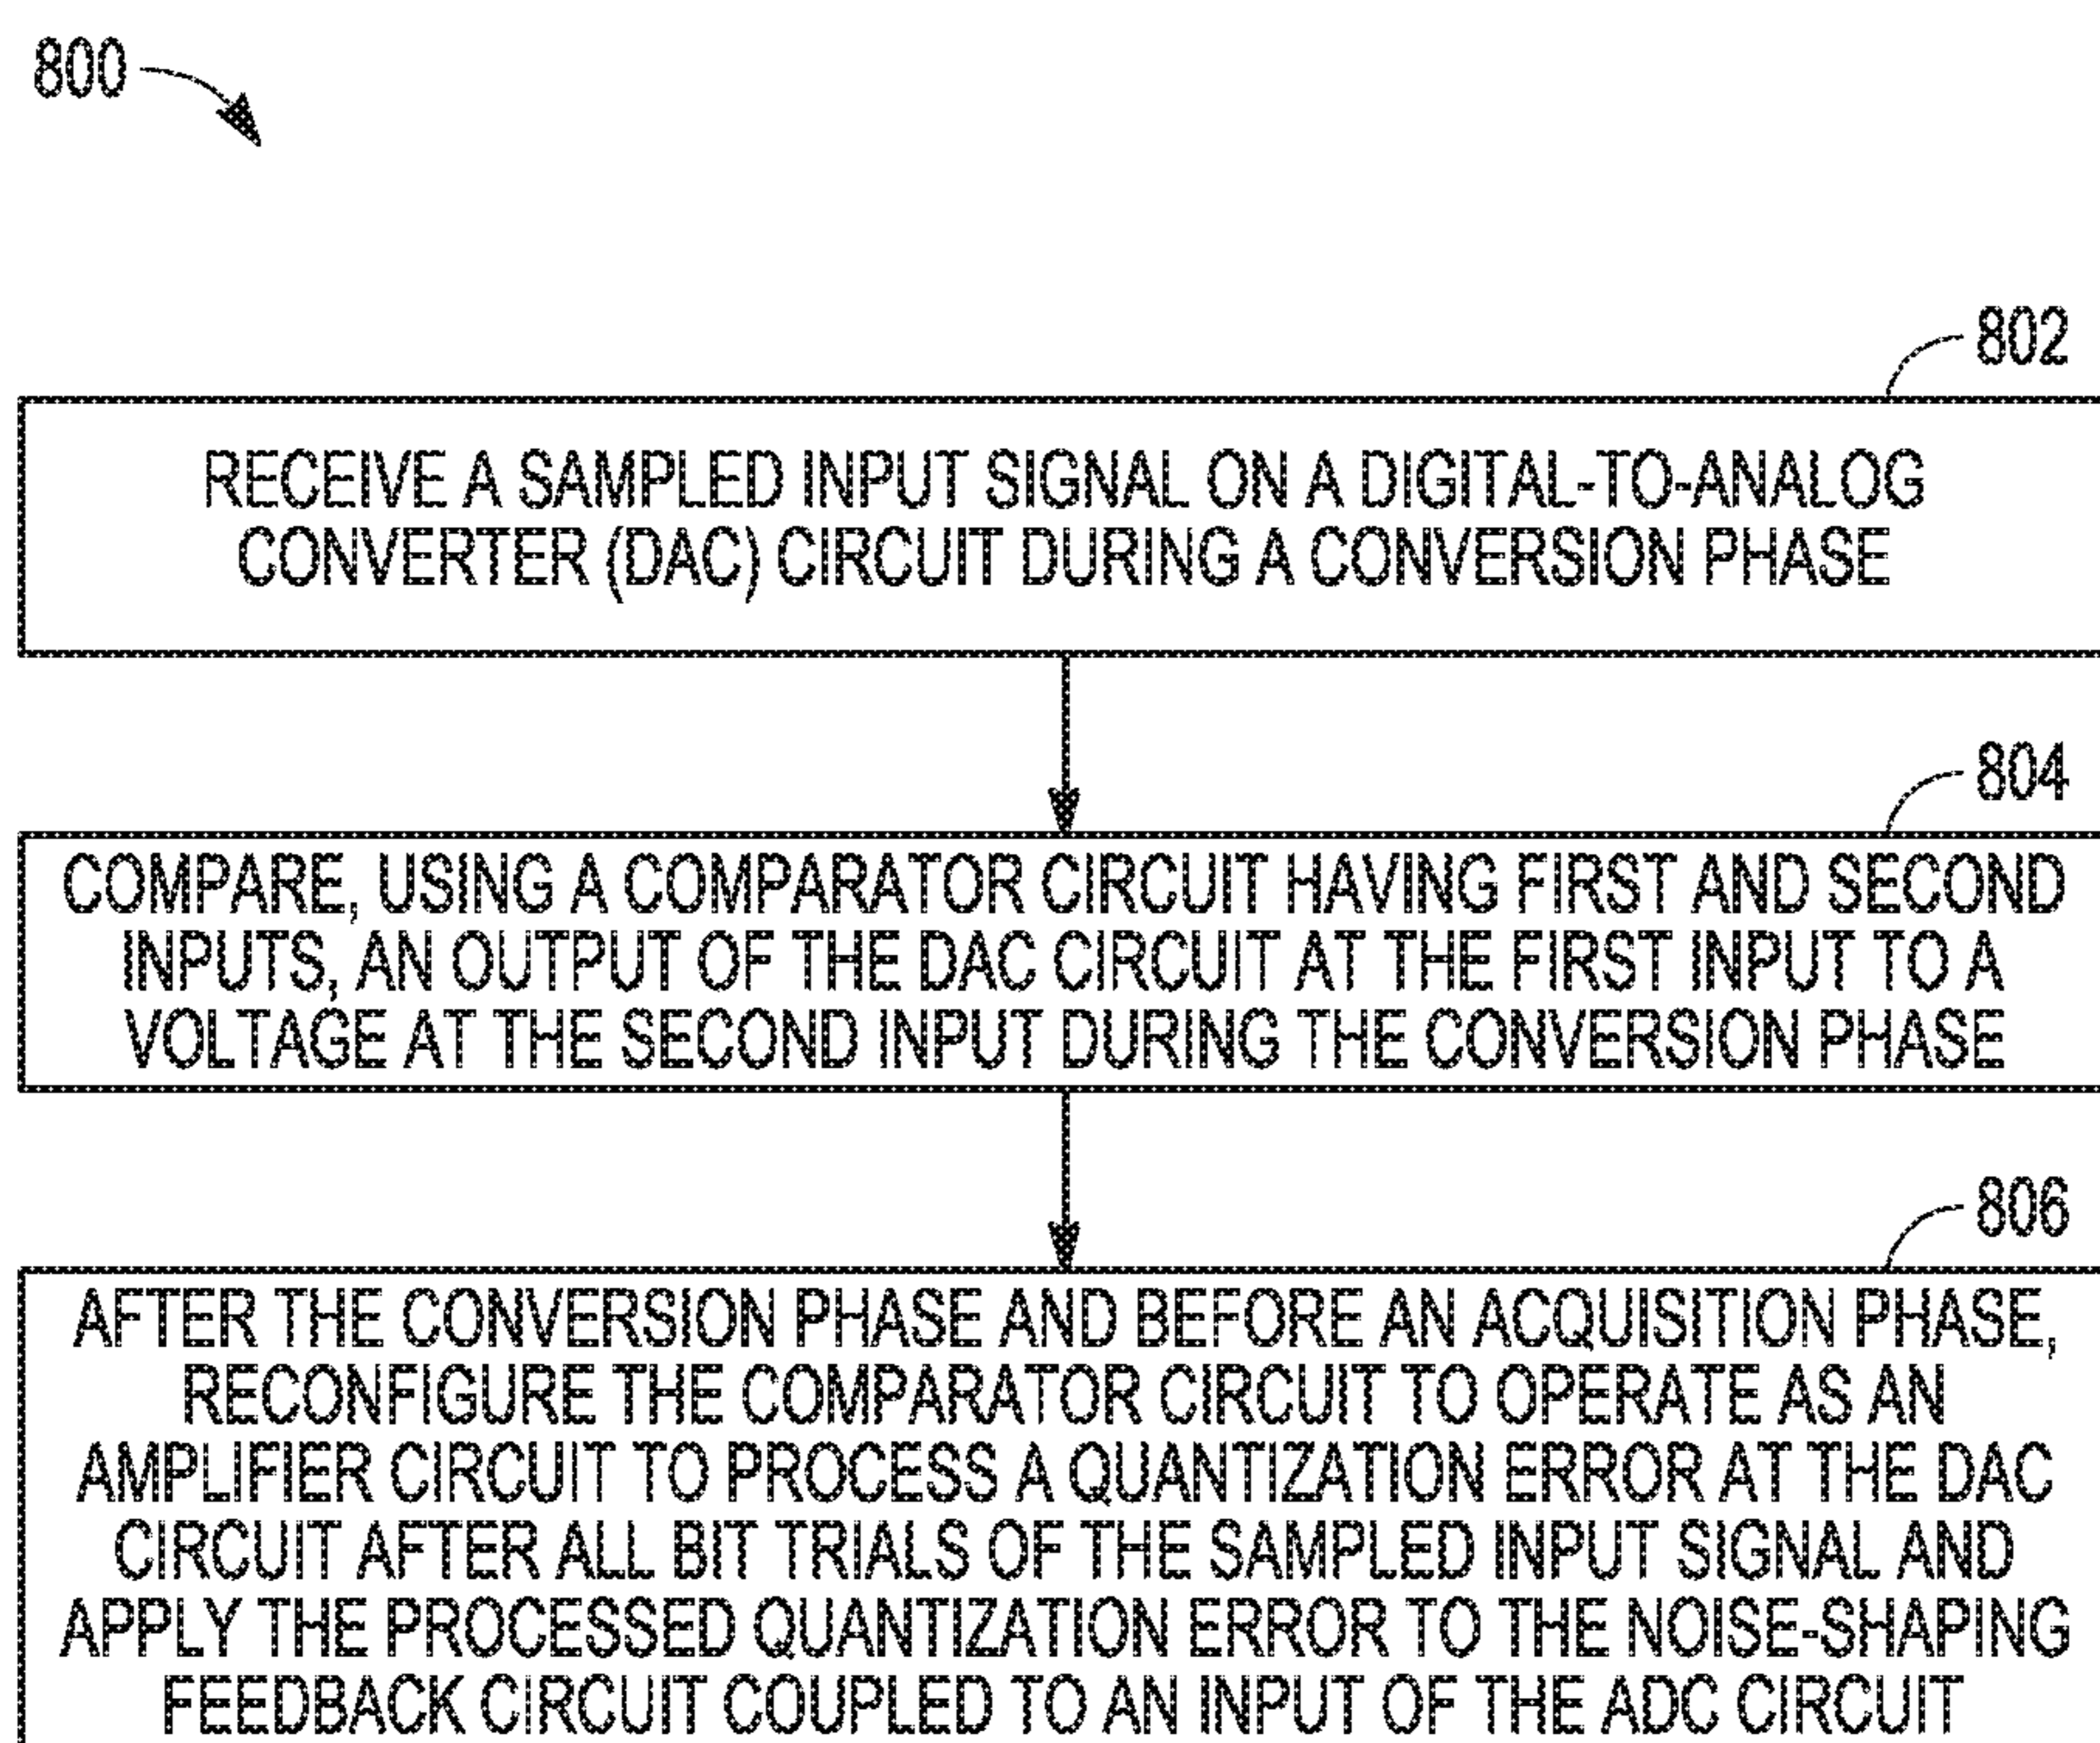 800
802
RECEIVE A SAMPLED INPUT SIGNAL ON A DIGITAL-TO-ANALOG
CONVERTER (DAC) CIRCUIT DURING A CONVERSION PHASE
804
COMPARE, USING A COMPARATOR CIRCUIT HAVING FIRST AND SECOND
INPUTS, AN OUTPUT OF THE DAC CIRCUIT AT THE FIRST INPUT TO A
VOLTAGE AT THE SECOND INPUT DURING THE CONVERSION PHASE
806
AFTER THE CONVERSION PHASE AND BEFORE AN ACQUISITION PHASE,
RECONFIGURE THE COMPARATOR CIRCUIT TO OPERATE AS AN
AMPLIFIER CIRCUIT TO PROCESS A QUANTIZATION ERROR AT THE DAC
CIRCUIT AFTER ALL BIT TRIALS OF THE SAMPLED INPUT SIGNAL AND
APPLY THE PROCESSED QUANTIZATION ERROR TO THE NOISE-SHAPING
FEEDBACK CIRCUIT COUPLED TO AN INPUT OF THE ADC CIRCUIT